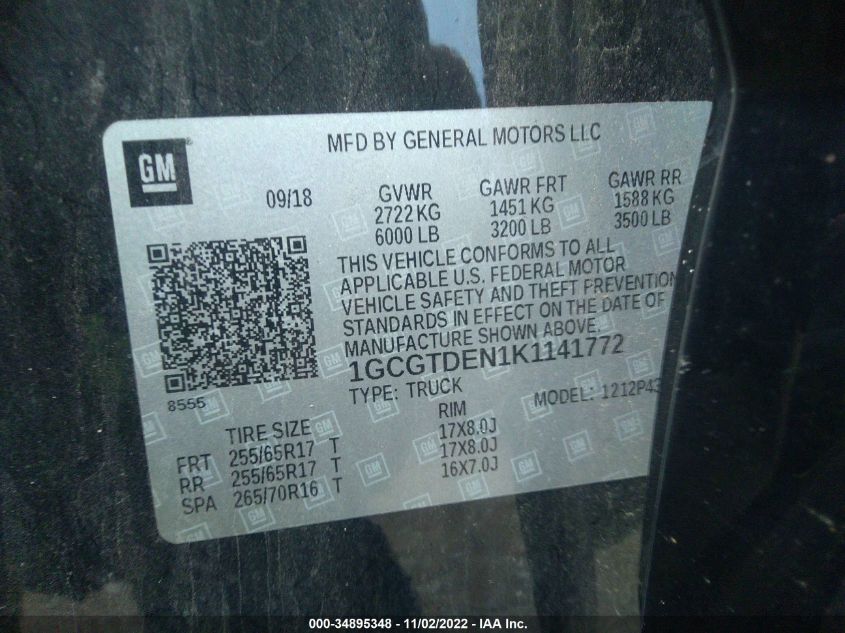 GM
MFD BY GENERAL MOTORS LLC
09/18
GVWR
2722 KG
6000 LB
GAWR FRT
1451 KG
3200 LB
GAWR RR
1588 KG
3500 LB
THIS VEHICLE CONFORMS TO ALL
APPLICABLE U.S. FEDERAL MOTOR
VEHICLE SAFETY AND THEFT PREVENTION
STANDARDS IN EFFECT ON THE DATE OF
MANUFACTURE SHOWN ABOVE.
1GCGTDEN1K1141772
TYPE: TRUCK
MODEL: 1212P43
8555
TIRE SIZE RIM
FRT 255/65R17 T 17X8.0J
RR 255/65R17 T 17X8.0J
SPA 265/70R16 T 16X7.0J
000-34895348 - 11/02/2022 - IAA Inc.